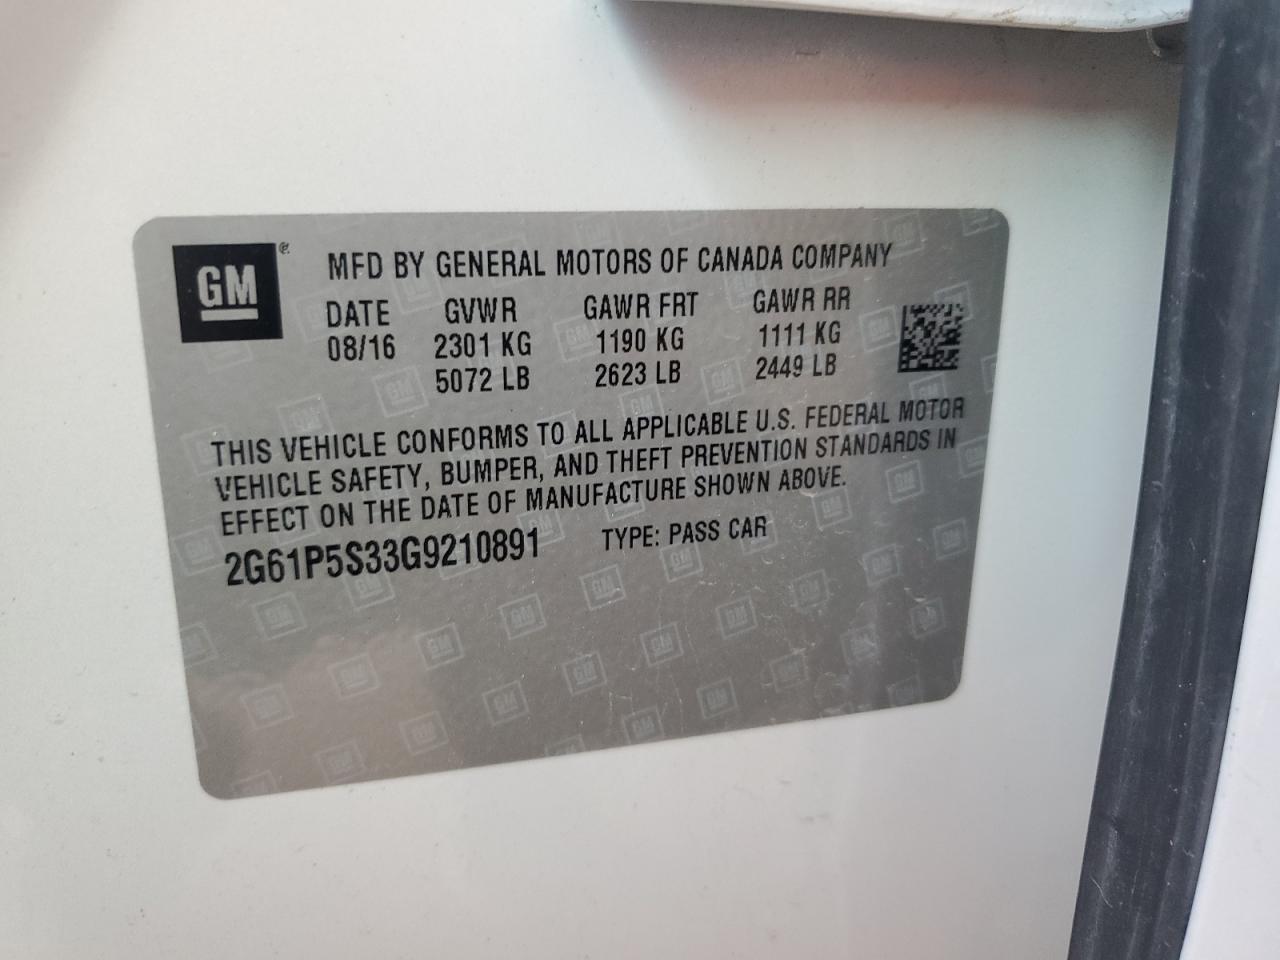 GM ®
MFD BY GENERAL MOTORS OF CANADA COMPANY
DATE GVWR GAWR FRT GAWR RR
08/16 2301 KG 1190 KG 1111 KG
5072 LB 2623 LB 2449 LB
THIS VEHICLE CONFORMS TO ALL APPLICABLE U.S. FEDERAL MOTOR
VEHICLE SAFETY, BUMPER, AND THEFT PREVENTION STANDARDS IN
EFFECT ON THE DATE OF MANUFACTURE SHOWN ABOVE.
2G61P5S33G9210891 TYPE: PASS CAR